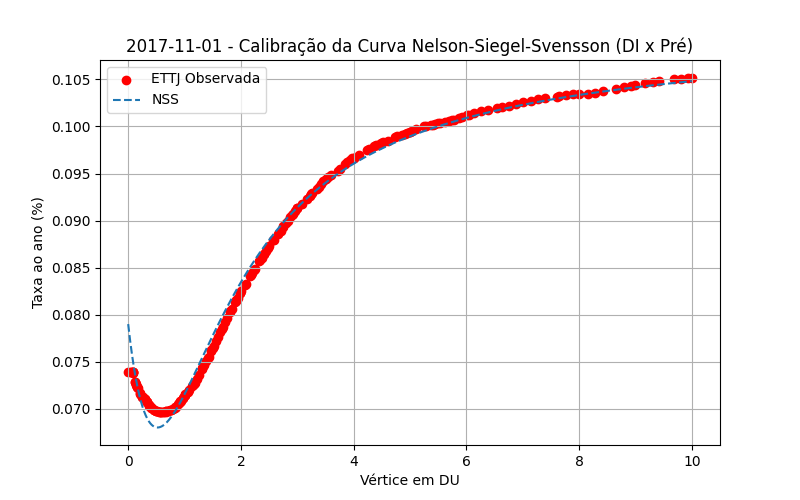 2017-11-01 - Calibração da Curva Nelson-Siegel-Svensson (DI x Pré)
ETTJ Observada
NSS
0.105
0.100
0.095
0.090
0.085
0.080
0.075
0.070
Taxa ao ano (%)
0 2 4 6 8 10
Vértice em DU